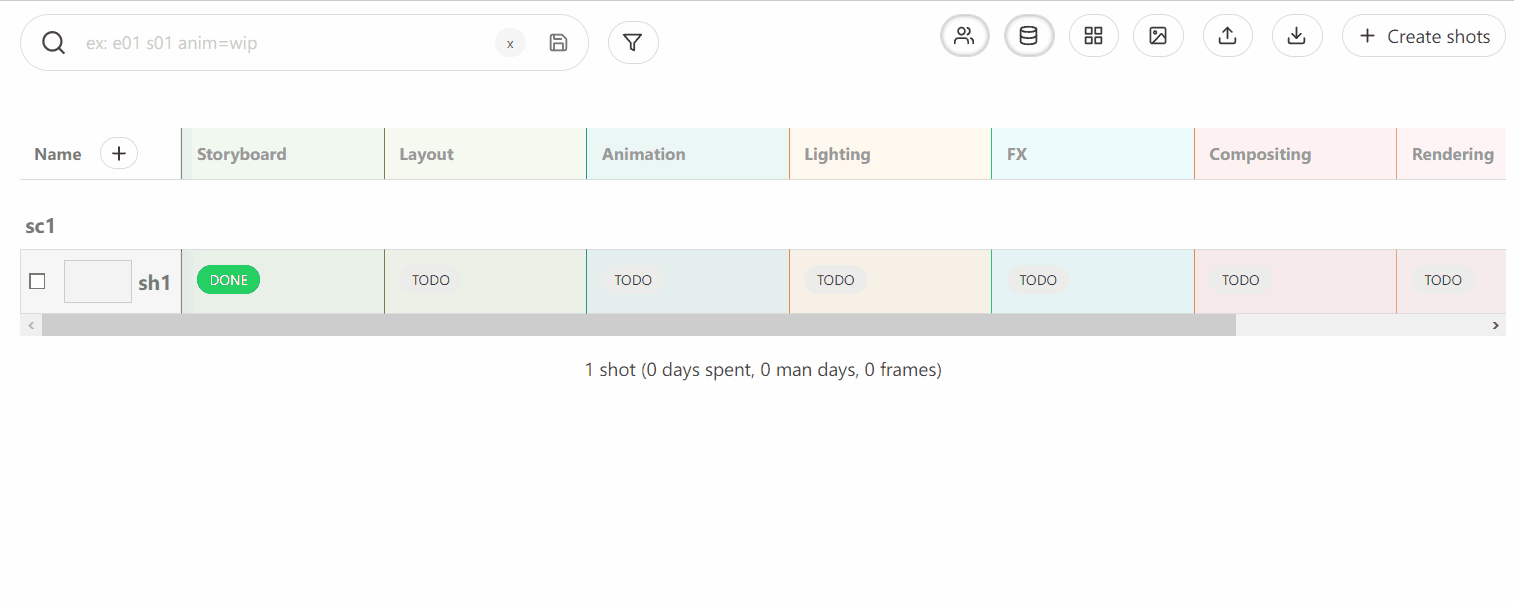 ex: e01 s01 anim=wip x Create shots
Name Storyboard Layout Animation Lighting FX Compositing Rendering
sc1
sh1 DONE TODO TODO TODO TODO TODO TODO
1 shot (0 days spent, 0 man days, 0 frames)